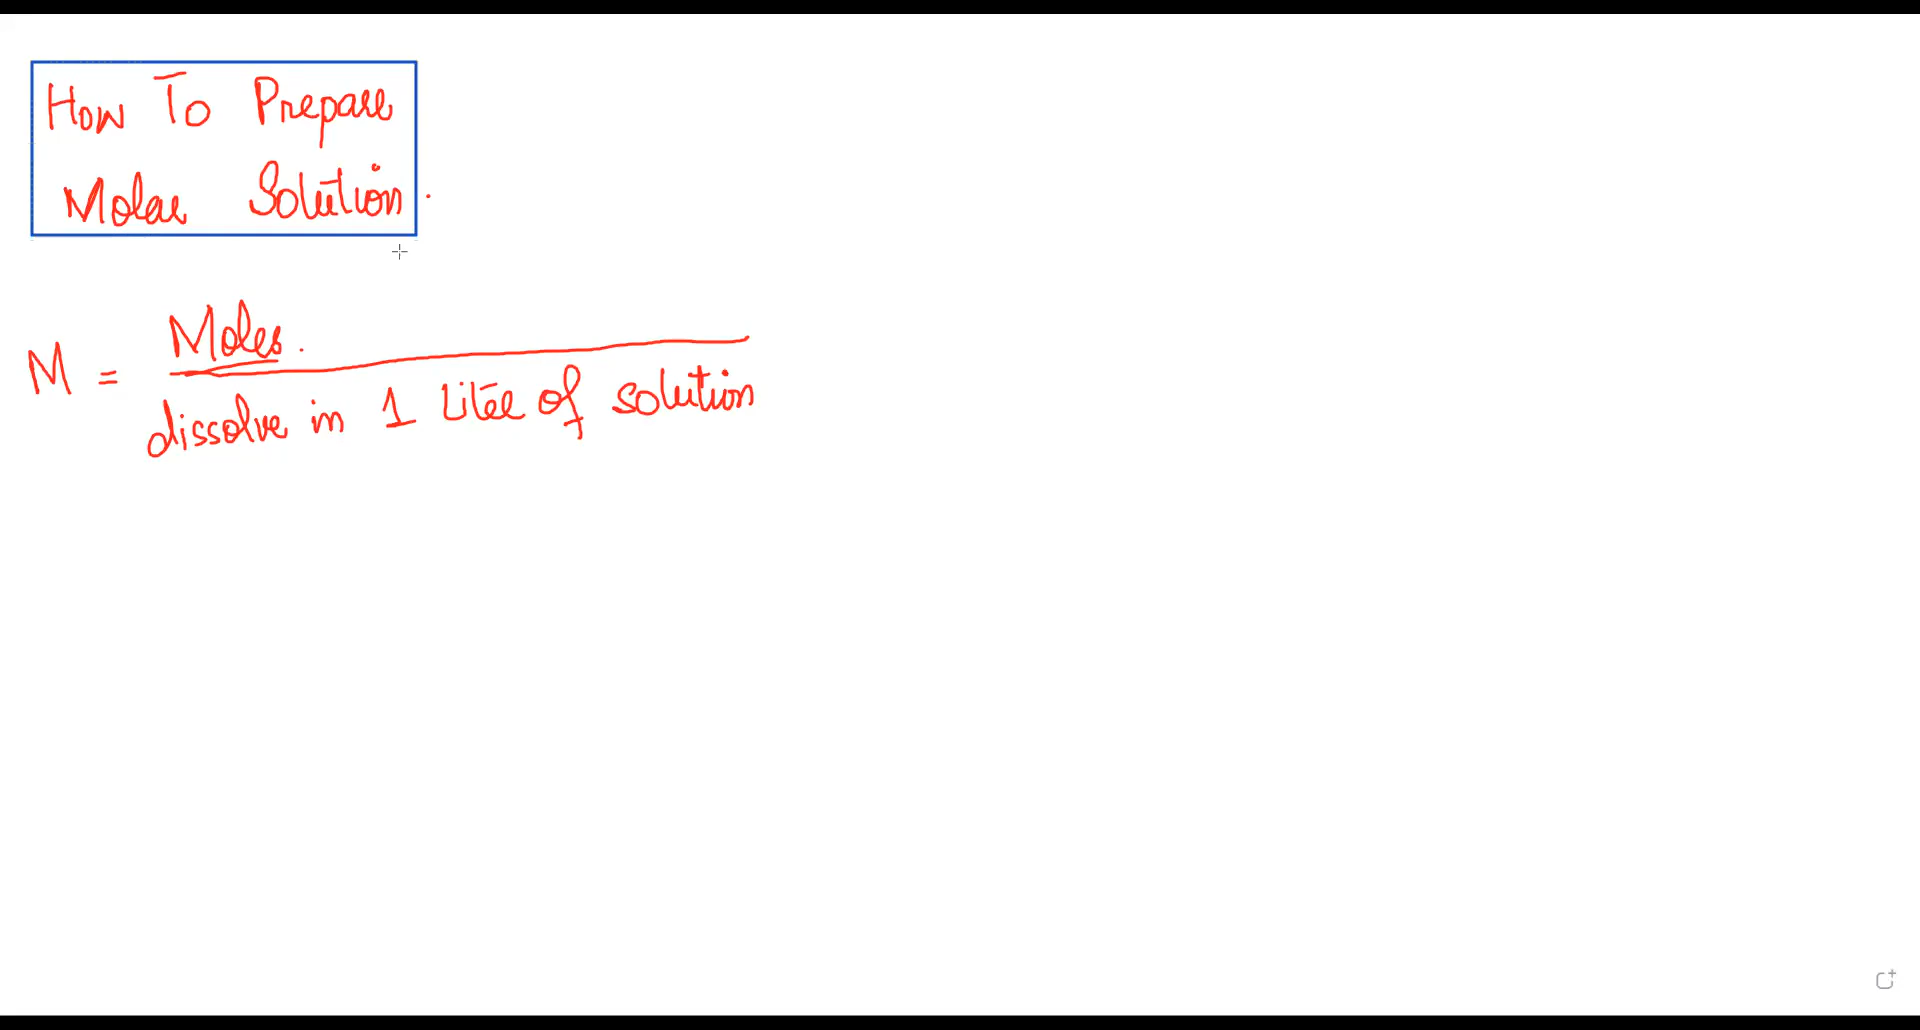 How To Prepare
Molar Solution.
M = Moles.
dissolve in 1 Liter of solution